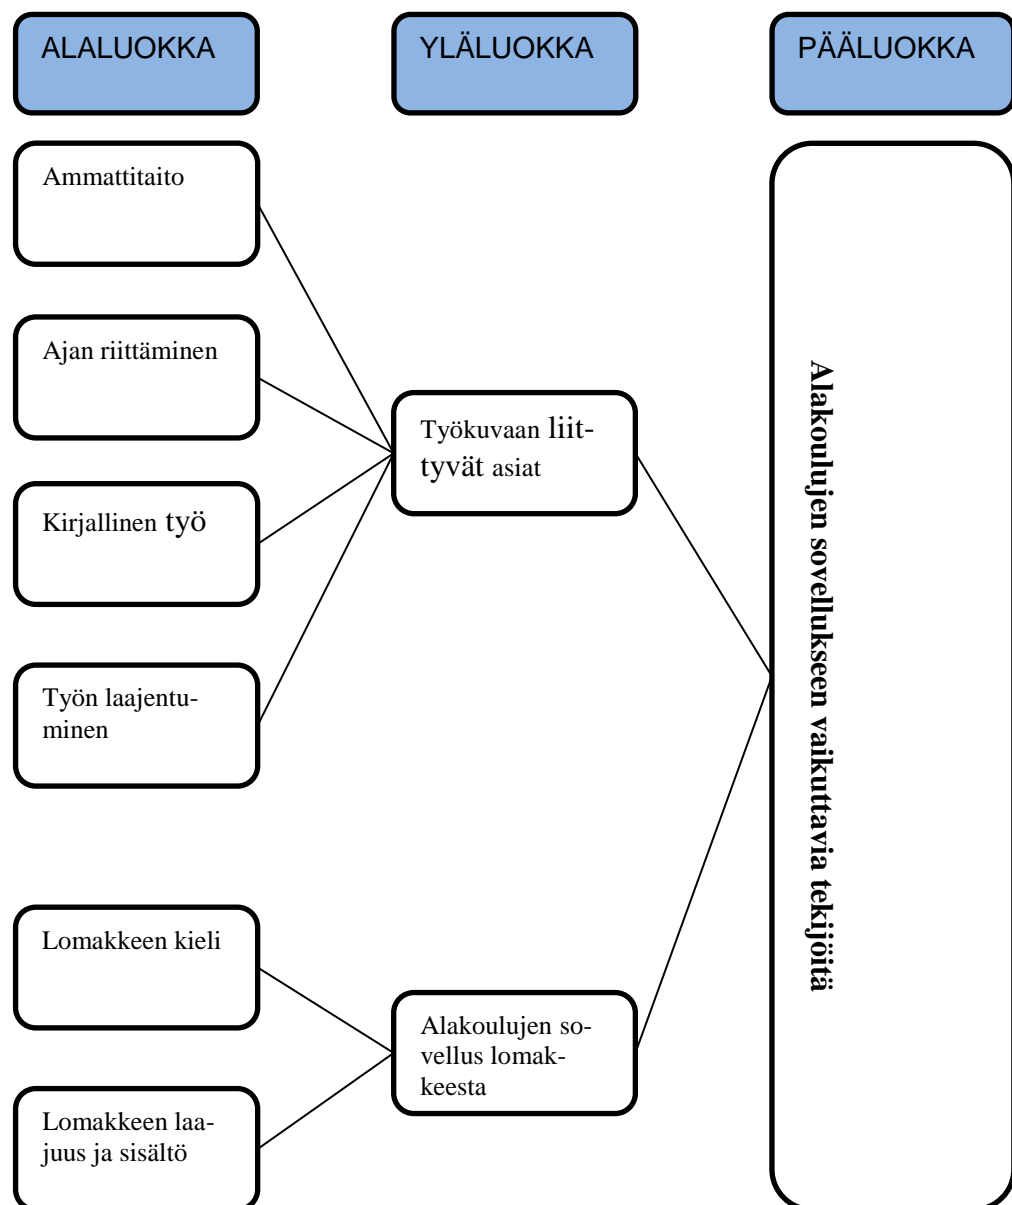 ALALUOKKA
YLÄLUOKKA
PÄÄLUOKKA
Ammattitaito
Ajan riittäminen
Kirjallinen työ
Työn laajentu-
minen
Lomakkeen kieli
Lomakkeen laa-
juus ja sisältö
Työkuvaan liit-
tyvät asiat
Alakoulujen so-
vellus lomak-
keesta
Alakoulujen sovellukseen vaikuttavia tekijöitä